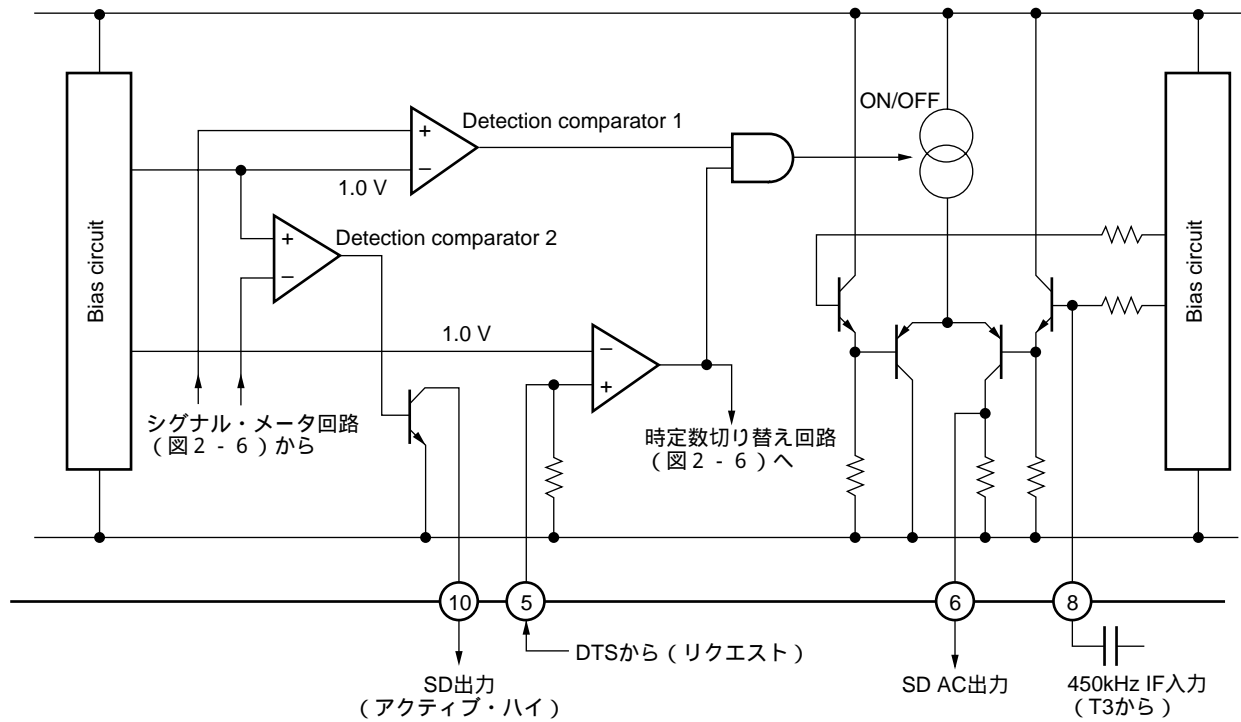 ON/OFF
Detection comparator 1
+
−
1.0 V
Detection comparator 2
+
−
Bias circuit
Bias circuit
1.0 V
−
+
シグナル・メータ回路
(図2-6)から
時定数切り替え回路
(図2-6)へ
10
5
6
8
DTSから(リクエスト)
SD出力
(アクティブ・ハイ)
SD AC出力
450kHz IF入力
(T3から)